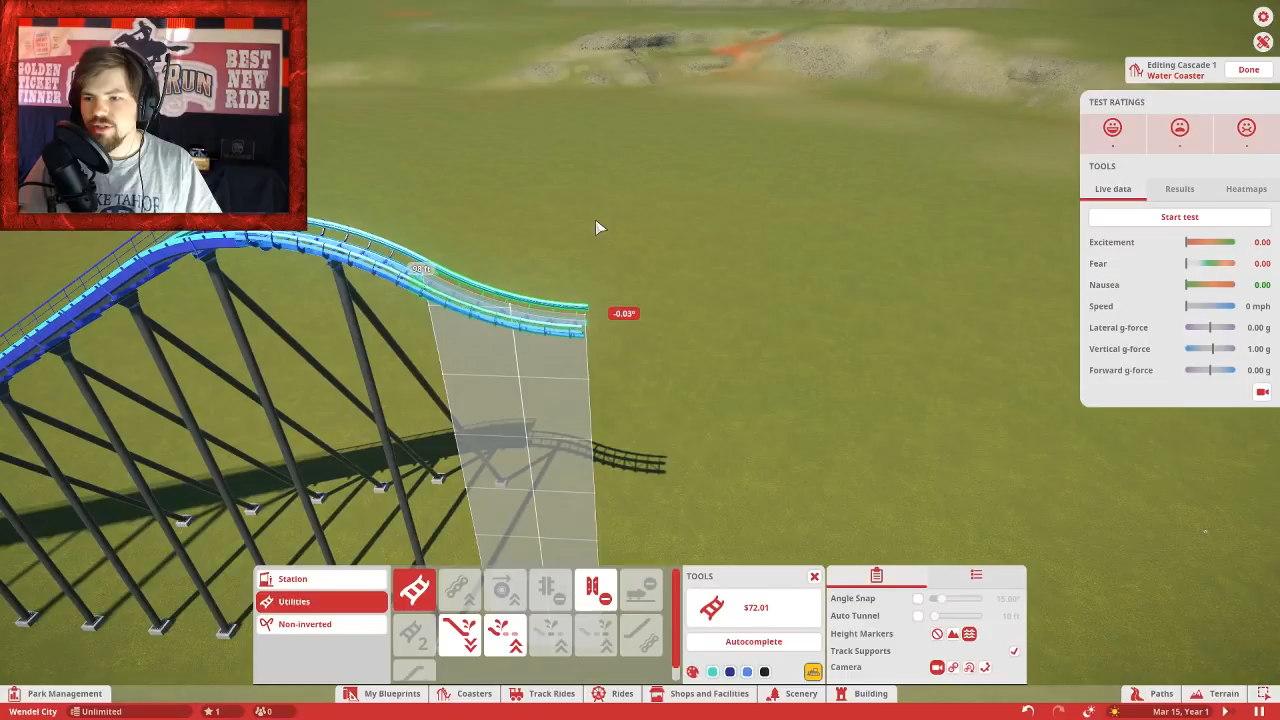 GOLDEN
TICKET
WINNER
RUN
BEST
NEW
RIDE
KE TAHO
Editing Cascade 1
Water Coaster
Done
TEST RATINGS
-
-
-
TOOLS
Live data
Results
Heatmaps
Start test
Excitement
0.00
Fear
0.00
Nausea
0.00
Speed
0 mph
Lateral g-force
0.00 g
Vertical g-force
1.00 g
Forward g-force
0.00 g
98 ft
-0.03°
Station
Utilities
Non-inverted
2
TOOLS
$72.01
Autocomplete
Angle Snap
15.00°
Auto Tunnel
10 ft
Height Markers
Track Supports
Camera
Park Management
My Blueprints
Coasters
Track Rides
Rides
Shops and Facilities
Scenery
Building
Paths
Terrain
Wendel City
Unlimited
1
0
Mar 15, Year 1